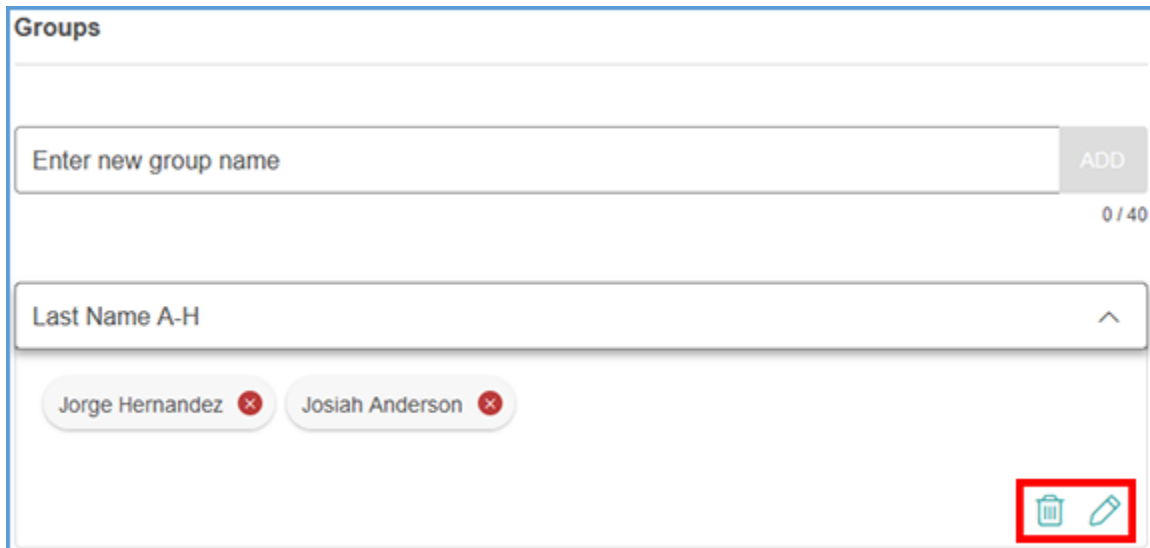 Groups
Enter new group name
ADD
0 / 40
Last Name A-H
Jorge Hernandez Josiah Anderson